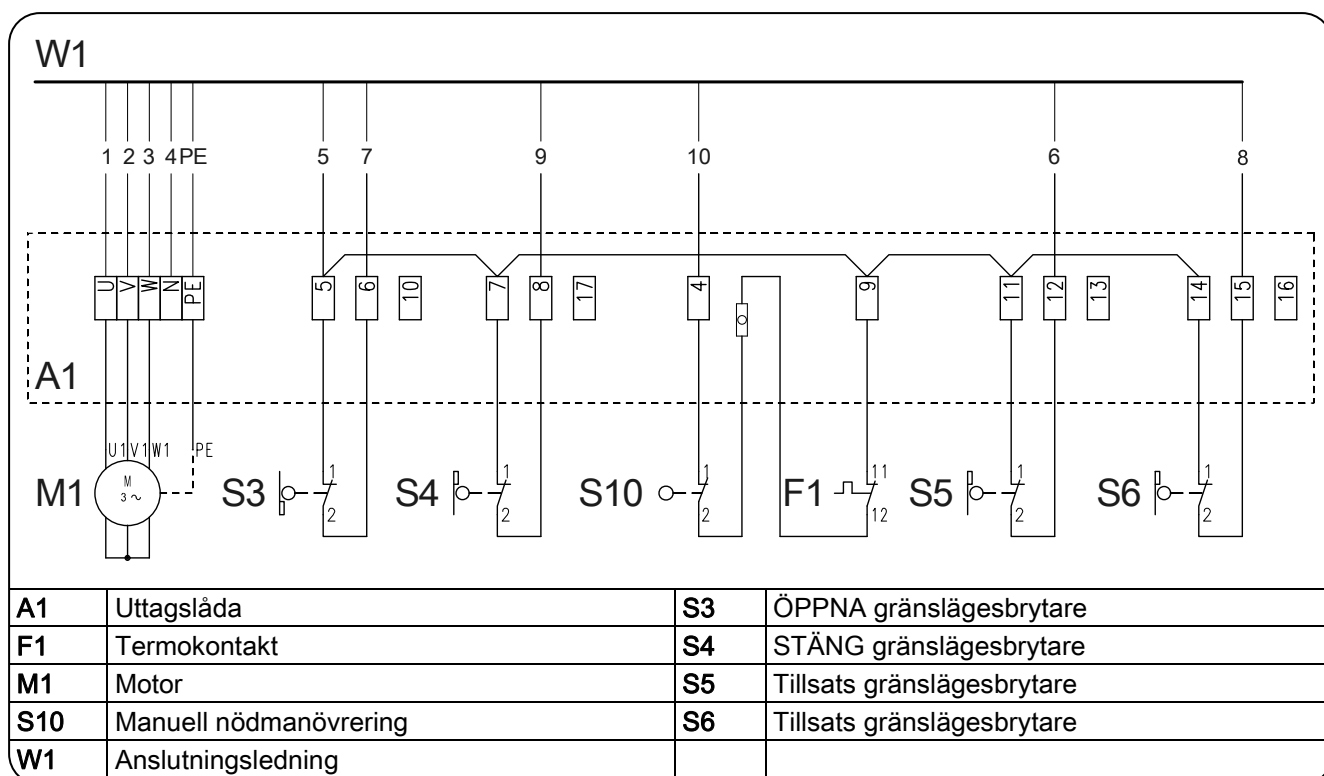 W1
1 2 3 4 PE 5 7 9 10 6 8
U V W N PE 5 6 10 7 8 17 4 9 11 12 13 14 15 16
A1
U1 V1 W1 PE
1 1 1 11 1 1
M1 M 3~ S3 S4 S10 F1 S5 S6
2 2 2 12 2 2
A1 Uttagslåda S3 ÖPPNA gränslägesbrytare
F1 Termokontakt S4 STÄNG gränslägesbrytare
M1 Motor S5 Tillsats gränslägesbrytare
S10 Manuell nödmanövrering S6 Tillsats gränslägesbrytare
W1 Anslutningsledning